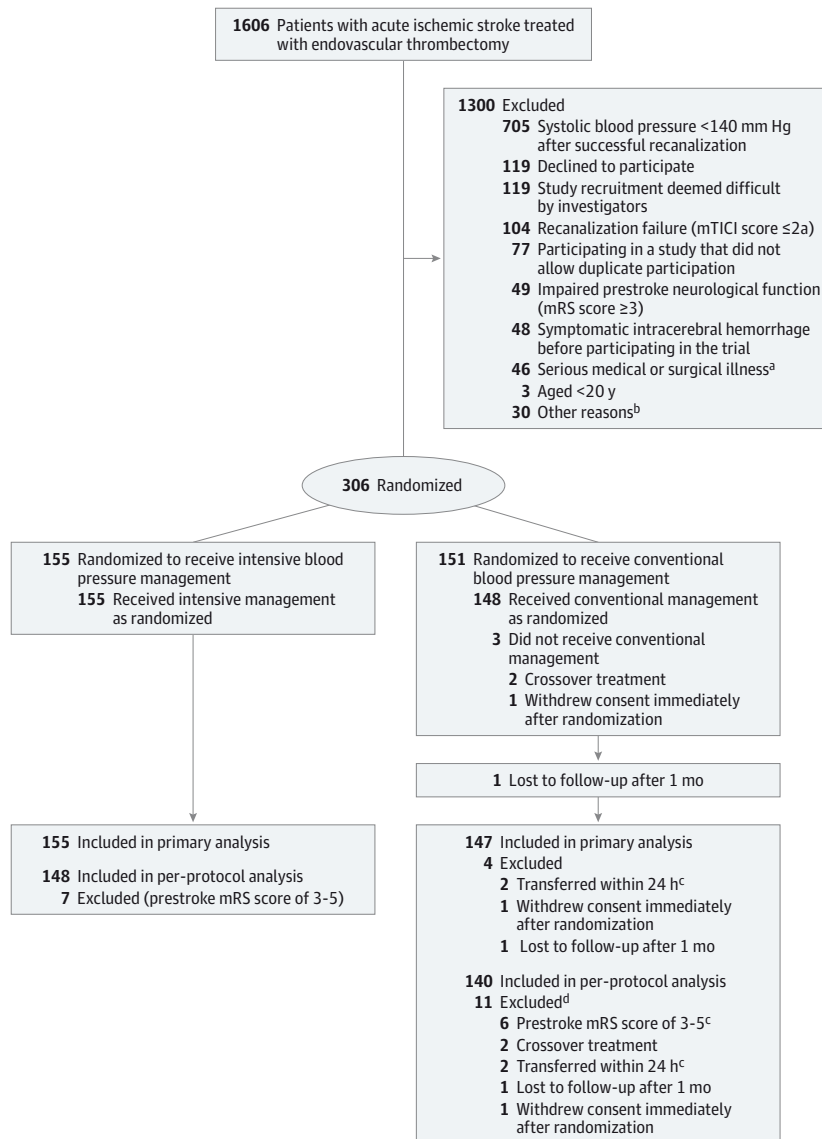 1606 Patients with acute ischemic stroke treated
with endovascular thrombectomy
1300 Excluded
705 Systolic blood pressure <140 mm Hg
after successful recanalization
119 Declined to participate
119 Study recruitment deemed difficult
by investigators
104 Recanalization failure (mTICI score ≤2a)
77 Participating in a study that did not
allow duplicate participation
49 Impaired prestroke neurological function
(mRS score ≥3)
48 Symptomatic intracerebral hemorrhage
before participating in the trial
46 Serious medical or surgical illnessᵃ
3 Aged <20 y
30 Other reasonsᵇ
306 Randomized
155 Randomized to receive intensive blood
pressure management
155 Received intensive management
as randomized
151 Randomized to receive conventional
blood pressure management
148 Received conventional management
as randomized
3 Did not receive conventional
management
2 Crossover treatment
1 Withdrew consent immediately
after randomization
1 Lost to follow-up after 1 mo
155 Included in primary analysis
148 Included in per-protocol analysis
7 Excluded (prestroke mRS score of 3-5)
147 Included in primary analysis
4 Excluded
2 Transferred within 24 hᶜ
1 Withdrew consent immediately
after randomization
1 Lost to follow-up after 1 mo
140 Included in per-protocol analysis
11 Excludedᵈ
6 Prestroke mRS score of 3-5ᶜ
2 Crossover treatment
2 Transferred within 24 hᶜ
1 Lost to follow-up after 1 mo
1 Withdrew consent immediately
after randomization